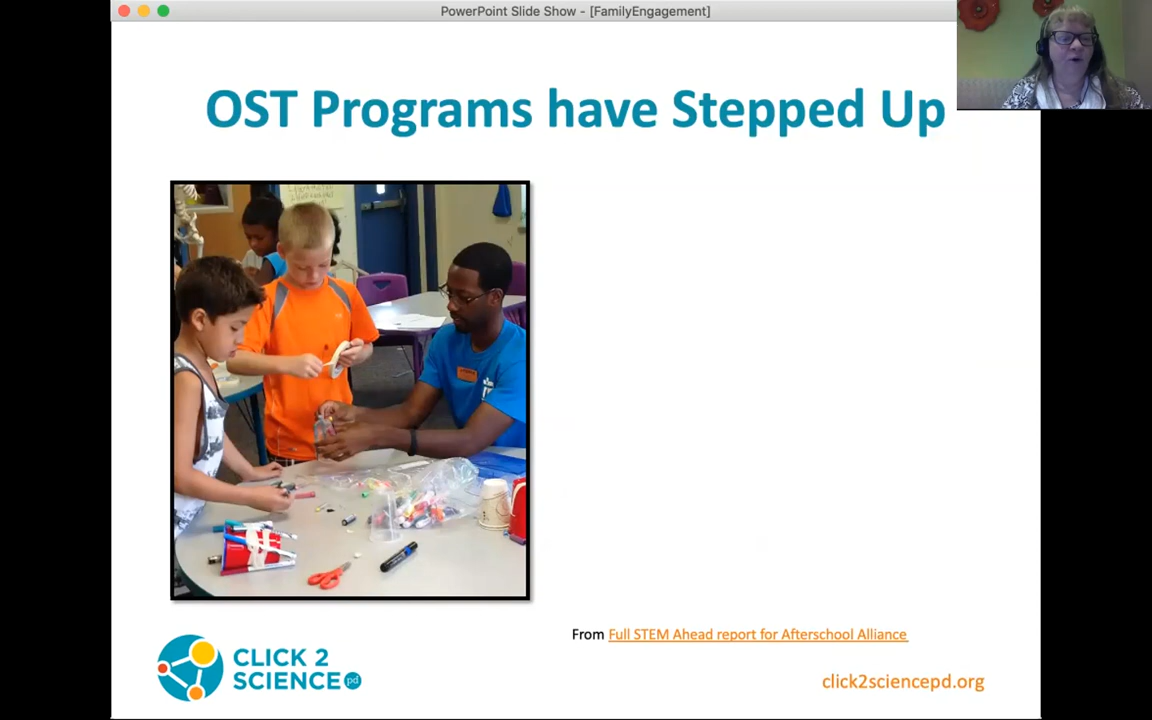 PowerPoint Slide Show - [FamilyEngagement]
OST Programs have Stepped Up
From Full STEM Ahead report for Afterschool Alliance
CLICK 2
SCIENCE pd
click2sciencepd.org